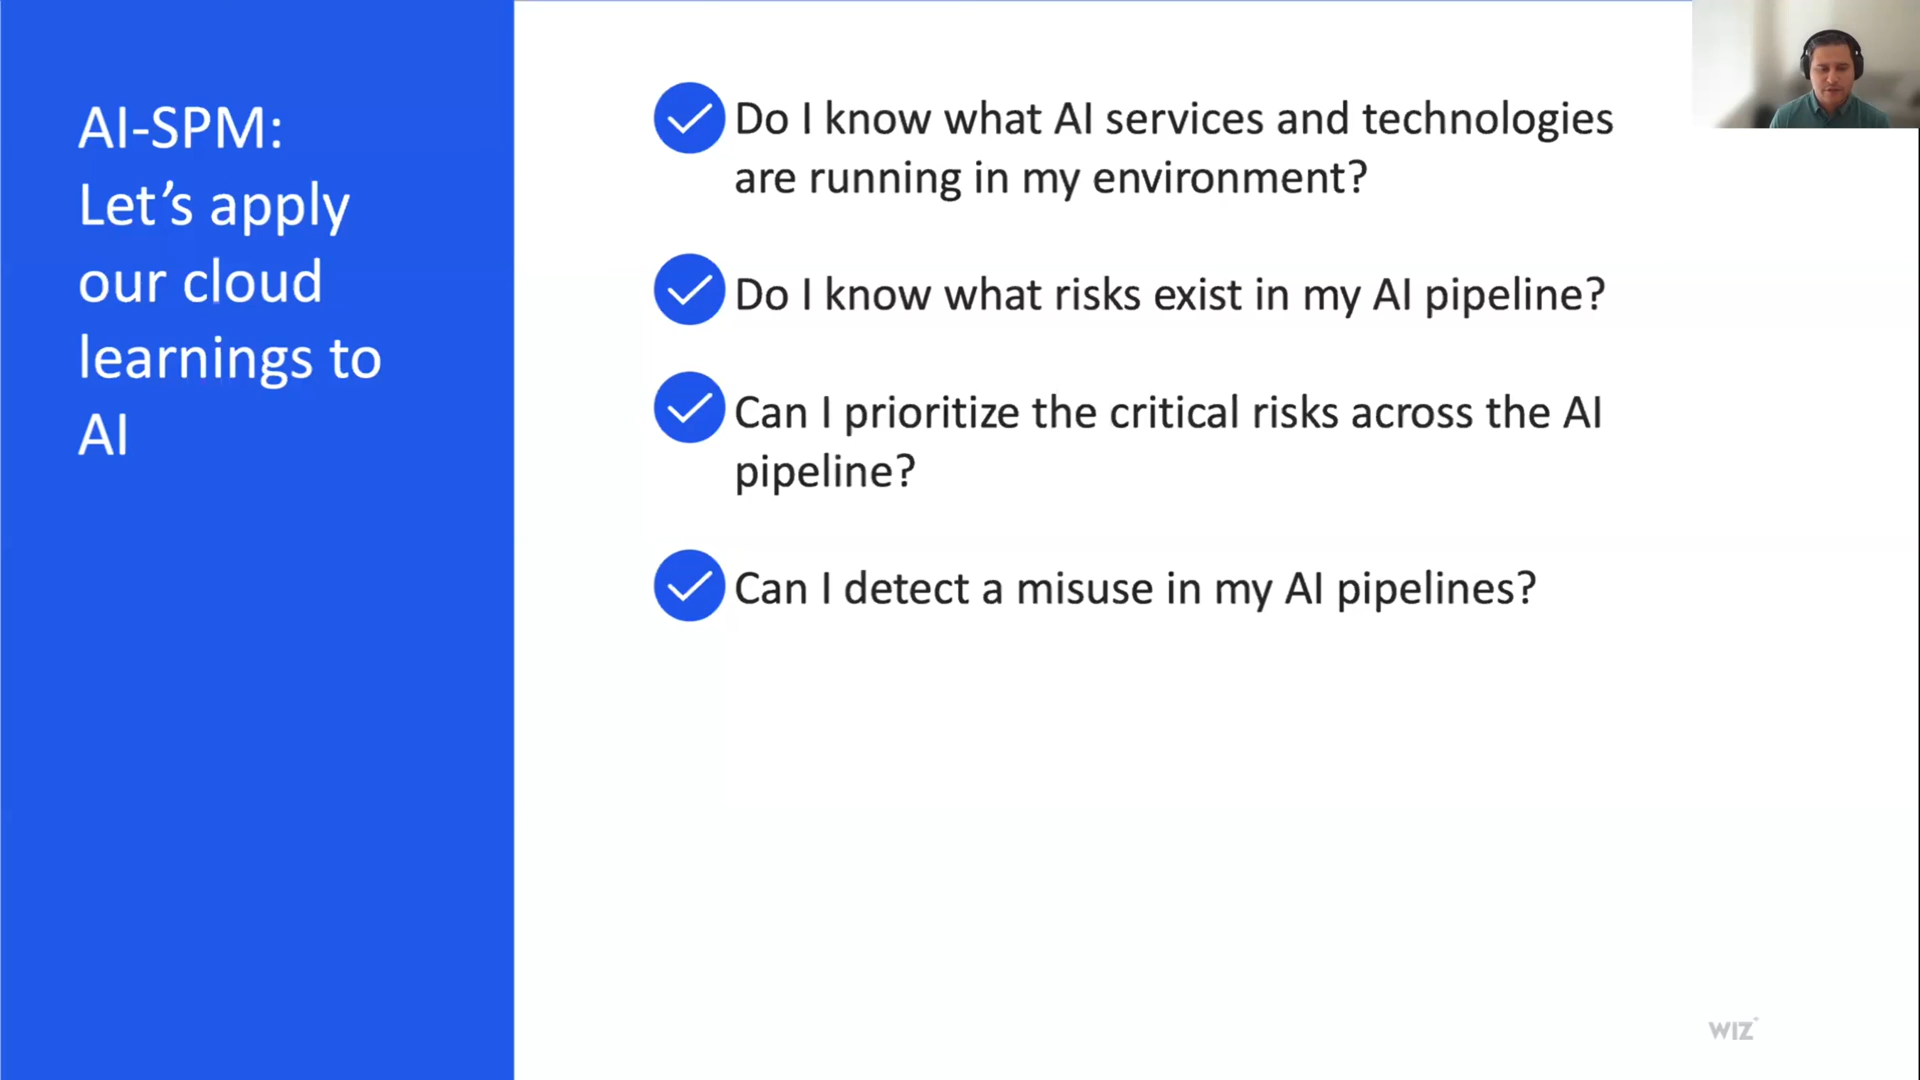 AI-SPM:
Let’s apply
our cloud
learnings to
AI
Do I know what AI services and technologies
are running in my environment?
Do I know what risks exist in my AI pipeline?
Can I prioritize the critical risks across the AI
pipeline?
Can I detect a misuse in my AI pipelines?
WIZ